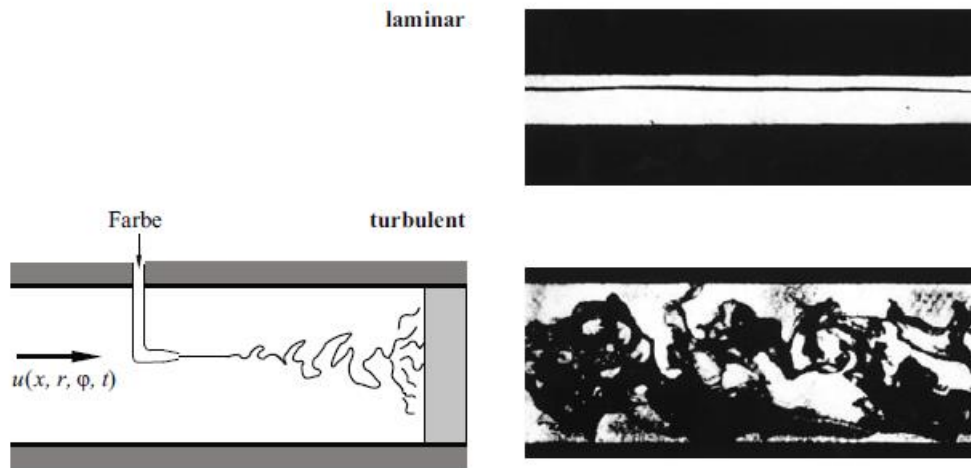 laminar
Farbe
turbulent
u(x, r, φ, t)